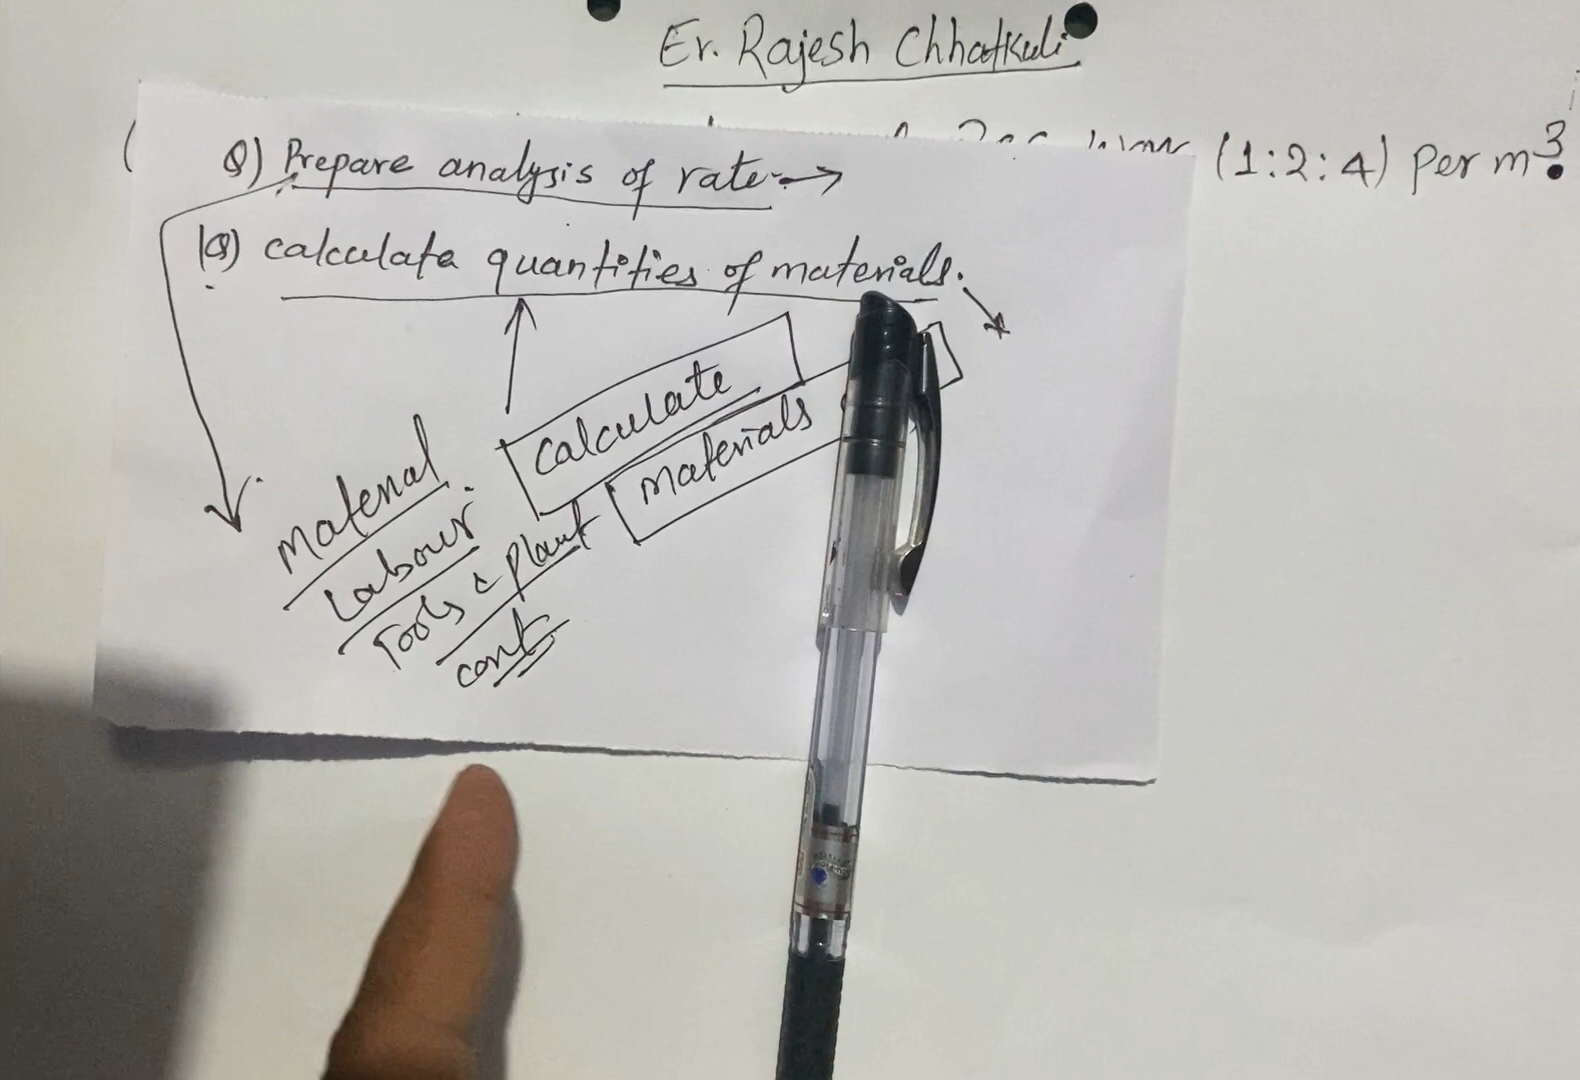 Er. Rajesh Chhatkuli
(1:2:4) per m³.
Q) Prepare analysis of rate →
Q) calculate quantities of materials.
calculate
materials
Material
Labour
Tools & plant
cont